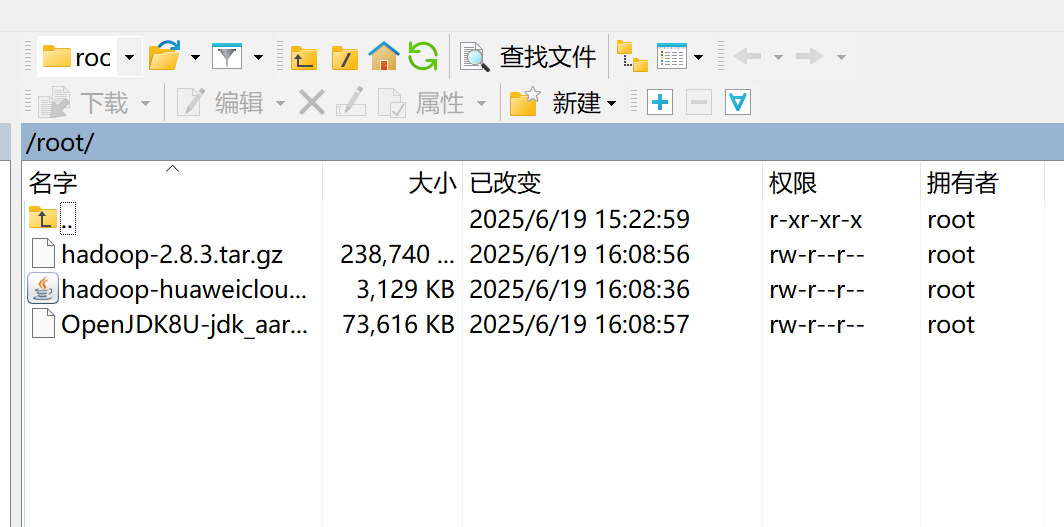 roc
查找文件
下载 编辑 属性 新建
/root/
名字 大小 已改变 权限 拥有者
.. 2025/6/19 15:22:59 r-xr-xr-x root
hadoop-2.8.3.tar.gz 238,740 ... 2025/6/19 16:08:56 rw-r--r-- root
hadoop-huaweiclou... 3,129 KB 2025/6/19 16:08:36 rw-r--r-- root
OpenJDK8U-jdk_aar... 73,616 KB 2025/6/19 16:08:57 rw-r--r-- root